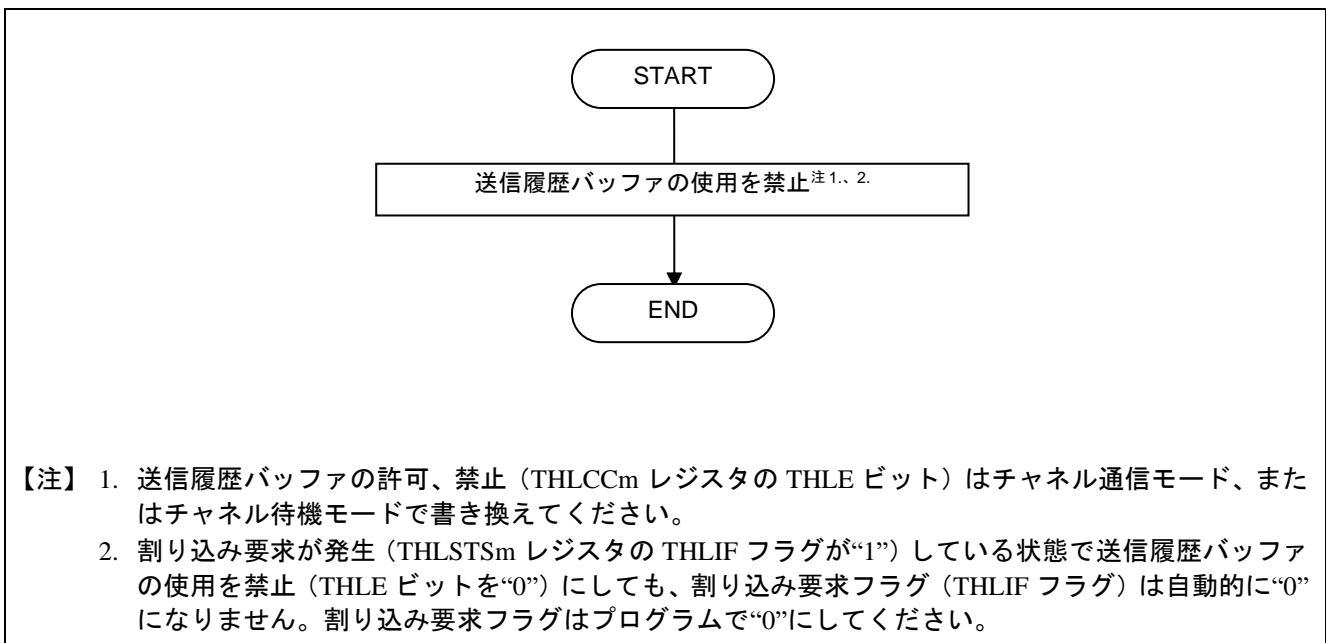 START
送信履歴バッファの使用を禁止注1.、2.
END
【注】 1. 送信履歴バッファの許可、禁止（THLCCm レジスタの THLE ビット）はチャネル通信モード、また
はチャネル待機モードで書き換えてください。
2. 割り込み要求が発生（THLSTSm レジスタの THLIF フラグが“1”）している状態で送信履歴バッファ
の使用を禁止（THLE ビットを“0”）にしても、割り込み要求フラグ（THLIF フラグ）は自動的に“0”
になりません。割り込み要求フラグはプログラムで“0”にしてください。